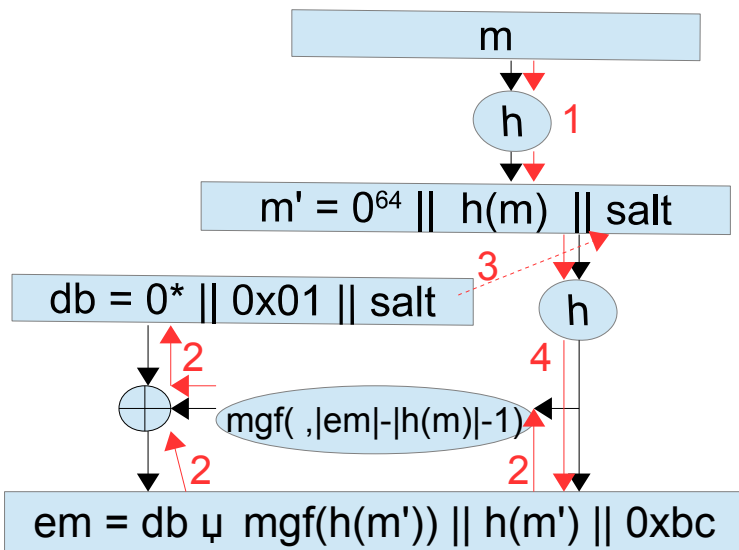 m
h
1
m' = 0⁶⁴ || h(m) || salt
3
db = 0* || 0x01 || salt
h
2
4
mgf( ,|em|-|h(m)|-1)
2
2
em = db µ mgf(h(m')) || h(m') || 0xbc